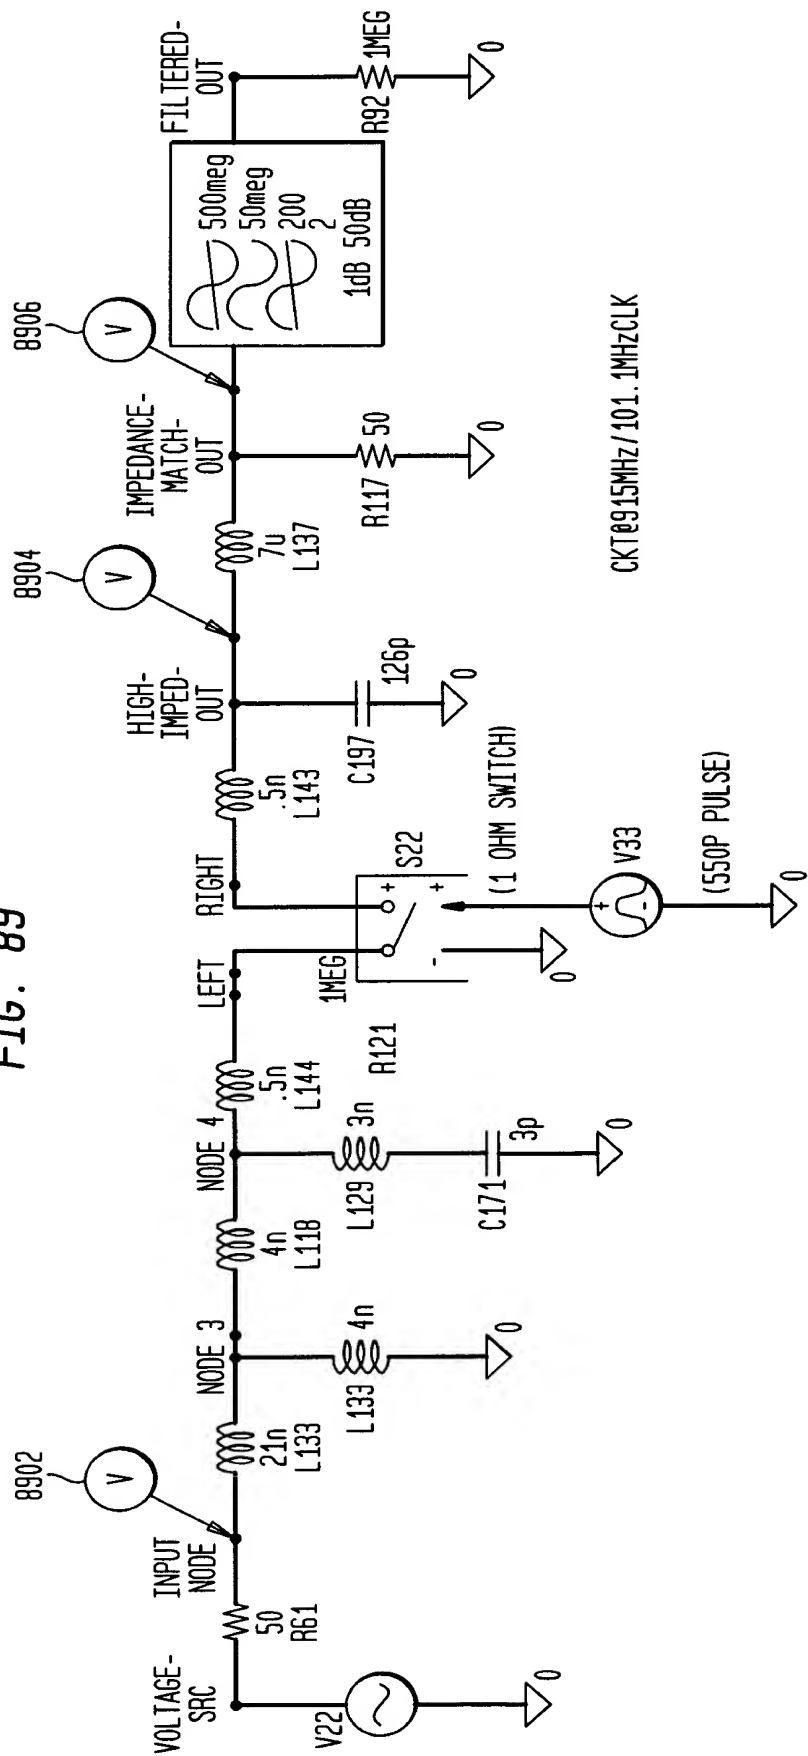 FIG. 89
8902
8904
8906
VOLTAGE-
SRC
V22
0
50
R61
INPUT
NODE
V
21n
L133
NODE 3
4n
L133
0
4n
L118
NODE 4
3n
L129
3p
C171
0
.5n
L144
LEFT
RIGHT
1MEG
R121
-
+
+
S22
0
(1 OHM SWITCH)
+
-
V33
(550P PULSE)
0
.5n
L143
HIGH-
IMPED-
OUT
126p
C197
0
V
7u
L137
IMPEDANCE-
MATCH-
OUT
50
R117
0
V
500meg
50meg
200
2
1dB 50dB
FILTERED-
OUT
1MEG
R92
0
CKT@915MHz/101.1MHzCLK